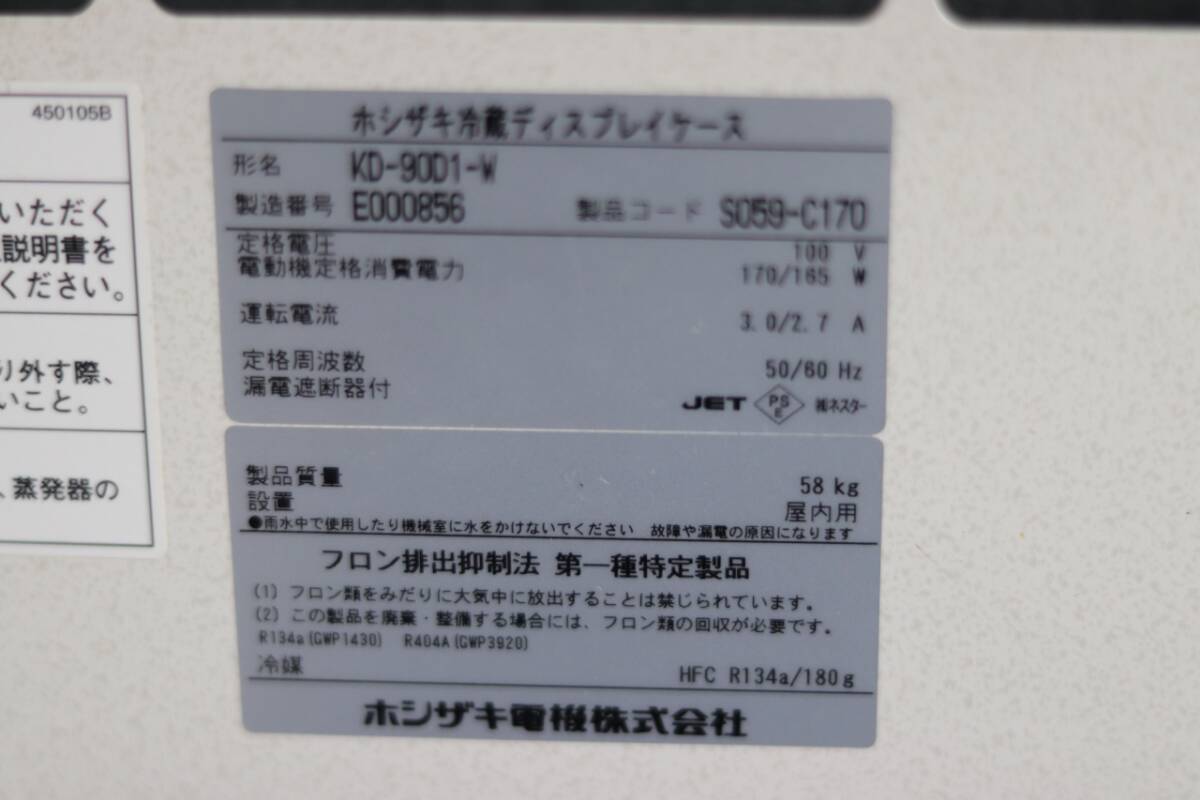 450105B
いただく
説明書を
ください。
り外す際、
いこと。
、蒸発器の
ホシザキ冷蔵ディスプレイケース
形名 KD-90D1-W
製造番号 E000856 製品コード S059-C170
定格電圧 100 V
電動機定格消費電力 170/165 W
運転電流 3.0/2.7 A
定格周波数 50/60 Hz
漏電遮断器付
JET PSE ㈱ネスター
製品質量 58 kg
設置 屋内用
●雨水中で使用したり機械室に水をかけないでください 故障や漏電の原因になります
フロン排出抑制法 第一種特定製品
(1) フロン類をみだりに大気中に放出することは禁じられています。
(2) この製品を廃棄・整備する場合には、フロン類の回収が必要です。
R134a(GWP1430) R404A(GWP3920)
冷媒 HFC R134a/180g
ホシザキ電機株式会社